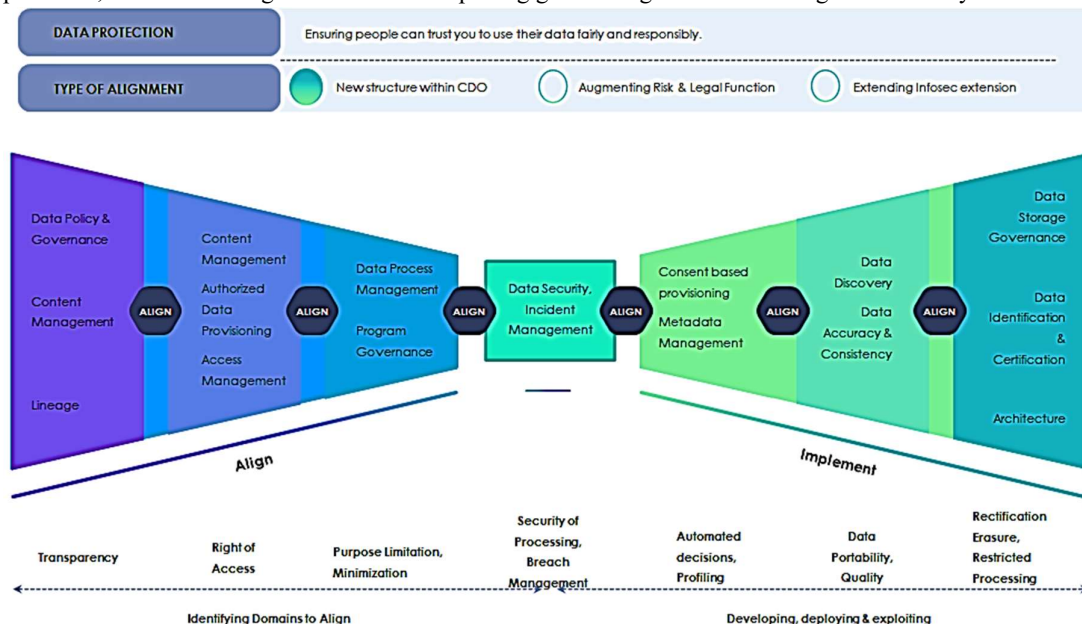 DATA PROTECTION
Ensuring people can trust you to use their data fairly and responsibly.
TYPE OF ALIGNMENT
New structure within CDO
Augmenting Risk & Legal Function
Extending Infosec extension
Data Policy &
Governance
Content
Management
Lineage
ALIGN
Content
Management
Authorized
Data
Provisioning
Access
Management
ALIGN
Data Process
Management
Program
Governance
ALIGN
Data Security,
Incident
Management
ALIGN
Consent based
provisioning
Metadata
Management
ALIGN
Data
Discovery
Data
Accuracy &
Consistency
ALIGN
Data
Storage
Governance
Data
Identification
&
Certification
Architecture
Align
Implement
Transparency
Right of
Access
Purpose Limitation,
Minimization
Security of
Processing,
Breach
Management
Automated
decisions,
Profiling
Data
Portability,
Quality
Rectification
Erasure,
Restricted
Processing
Identifying Domains to Align
Developing, deploying & exploiting